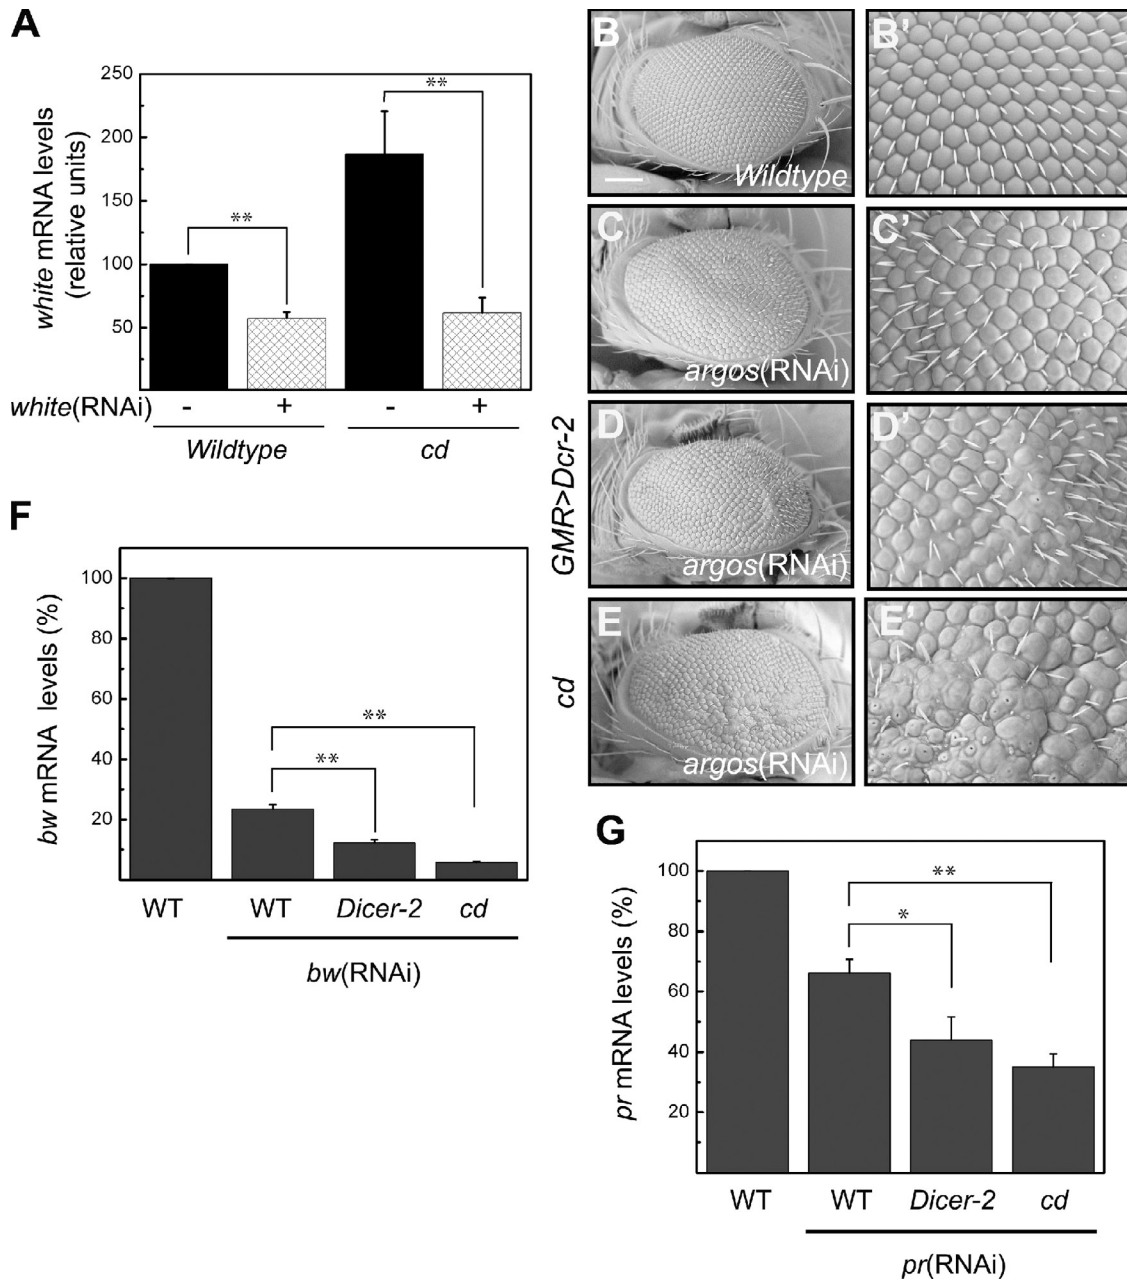 A
white mRNA levels
(relative units)
250
200
150
100
50
**
**
white(RNAi)
-
+
-
+
Wildtype
cd
B
Wildtype
B'
C
argos(RNAi)
C'
GMR>Dcr-2
D
argos(RNAi)
D'
cd
E
argos(RNAi)
E'
F
bw mRNA levels (%)
100
80
60
40
20
**
**
WT
WT
Dicer-2
cd
bw(RNAi)
G
pr mRNA levels (%)
100
80
60
40
20
**
*
WT
WT
Dicer-2
cd
pr(RNAi)